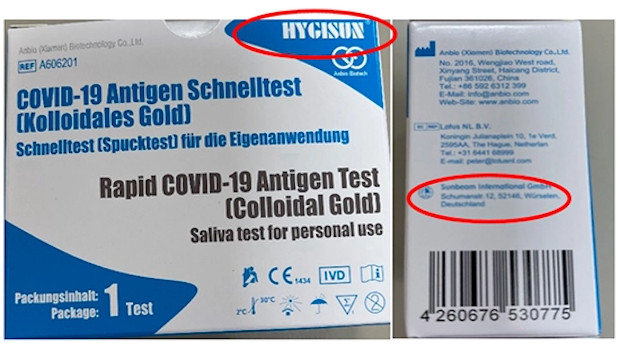 HYGISUN
Anbio (Xiamen) Biotechnology Co.,Ltd.
REF A606201
Anbio Biotech
COVID-19 Antigen Schnelltest
(Kolloidales Gold)
Schnelltest (Spucktest) für die Eigenanwendung
Rapid COVID-19 Antigen Test
(Colloidal Gold)
Saliva test for personal use
CE 1434 IVD
2°C 30°C
Packungsinhalt:
Package: 1 Test
Anbio (Xiamen) Biotechnology Co.,Ltd.
No. 2016, Wengjiao West road,
Xinyang Street, Haicang District,
Fujian 361026, China
Tel.: +86 592 6312 399
E-Mail: info@anbio.com
Web-Site: www.anbio.com
Lotus NL B.V.
Koningin Julianaplein 10, 1e Verd,
2595AA, The Hague, Netherlan
Tel.: +31 6441 68999
E-mail: peter@lotusnl.com
Sunbeam International GmbH
Schumanstr.12, 52146, Würselen,
Deutschland
4 260676 530775